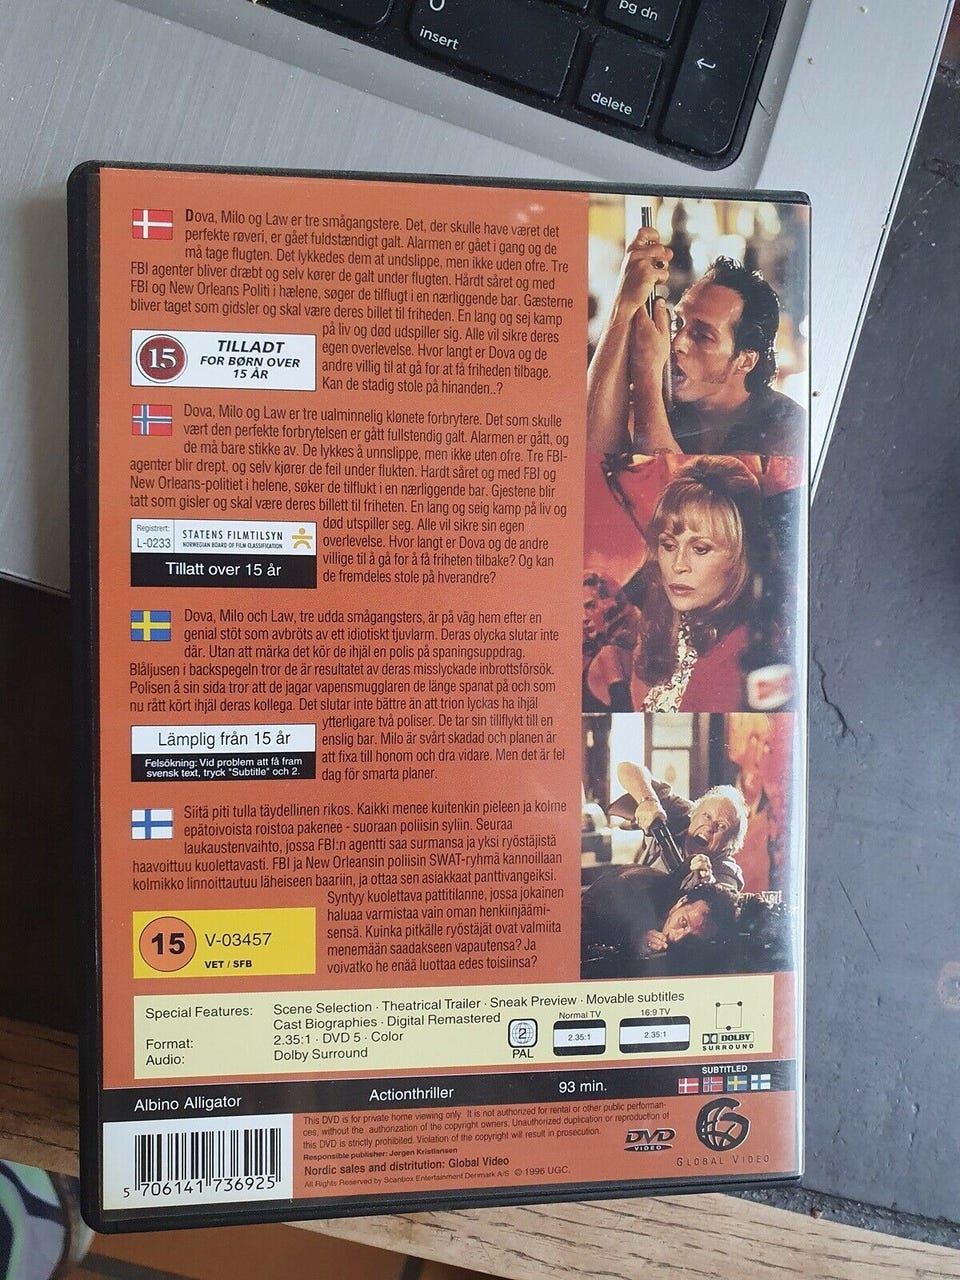 insert
pg dn
delete
Dova, Milo og Law er tre smågangstere. Det, der skulle have været det
perfekte røveri, er gået fuldstændigt galt. Alarmen er gået i gang og de
må tage flugten. Det lykkedes dem at undslippe, men ikke uden ofre. Tre
FBI agenter bliver dræbt og selv kører de galt under flugten. Hårdt såret og med
FBI og New Orleans Politi i hælene, søger de tilflugt i en nærliggende bar. Gæsterne
bliver taget som gidsler og skal være deres billet til friheden. En lang og sej kamp
på liv og død udspiller sig. Alle vil sikre deres
egen overlevelse. Hvor langt er Dova og de
andre villig til at gå for at få friheden tilbage.
Kan de stadig stole på hinanden..?
15
TILLADT
FOR BØRN OVER
15 ÅR
Dova, Milo og Law er tre ualminnelig klønete forbrytere. Det som skulle
vært den perfekte forbrytelsen er gått fullstendig galt. Alarmen er gått, og
de må bare stikke av. De lykkes å unnslippe, men ikke uten ofre. Tre FBI-
agenter blir drept, og selv kjører de feil under flukten. Hardt såret og med FBI og
New Orleans-politiet i helene, søker de tilflukt i en nærliggende bar. Gjestene blir
tatt som gisler og skal være deres billett til friheten. En lang og seig kamp på liv og
død utspiller seg. Alle vil sikre sin egen
overlevelse. Hvor langt er Dova og de andre
villige til å gå for å få friheten tilbake? Og kan
de fremdeles stole på hverandre?
Registrert:
L-0233
STATENS FILMTILSYN
NORWEGIAN BOARD OF FILM CLASSIFICATION
Tillatt over 15 år
Dova, Milo och Law, tre udda smågangsters, är på väg hem efter en
genial stöt som avbröts av ett idiotiskt tjuvlarm. Deras olycka slutar inte
där. Utan att märka det kör de ihjäl en polis på spaningsuppdrag.
Blåljusen i backspegeln tror de är resultatet av deras misslyckade inbrottsförsök.
Polisen å sin sida tror att de jagar vapensmugglaren de länge spanat på och som
nu rått kört ihjäl deras kollega. Det slutar inte bättre än att trion lyckas ha ihjäl
ytterligare två poliser. De tar sin tillflykt till en
enslig bar. Milo är svårt skadad och planen är
att fixa till honom och dra vidare. Men det är fel
dag för smarta planer.
Lämplig från 15 år
Felsökning: Vid problem att få fram
svensk text, tryck "Subtitle" och 2.
Siitä piti tulla täydellinen rikos. Kaikki menee kuitenkin pieleen ja kolme
epätoivoista roistoa pakenee - suoraan poliisin syliin. Seuraa
laukaustenvaihto, jossa FBI:n agentti saa surmansa ja yksi ryöstäjistä
haavoittuu kuolettavasti. FBI ja New Orleansin poliisin SWAT-ryhmä kannoillaan
kolmikko linnoittautuu läheiseen baariin, ja ottaa sen asiakkaat panttivangeiksi.
Syntyy kuolettava pattitilanne, jossa jokainen
haluaa varmistaa vain oman henkiinjäämi-
sensä. Kuinka pitkälle ryöstäjät ovat valmiita
menemään saadakseen vapautensa? Ja
voivatko he enää luottaa edes toisiinsa?
15
V-03457
VET / SFB
Special Features: Scene Selection · Theatrical Trailer · Sneak Preview · Movable subtitles
Cast Biographies · Digital Remastered
Format: 2.35:1 · DVD 5 · Color
Audio: Dolby Surround
2
PAL
Normal TV
2.35:1
16:9 TV
2.35:1
DOLBY
SURROUND
Albino Alligator
Actionthriller
93 min.
SUBTITLED
This DVD is for private home viewing only. It is not authorized for rental or other public performan-
ces, without the authorization of the copyright owners. Unauthorized duplication or reproduction of
this DVD is strictly prohibited. Violation of the copyright will result in prosecution.
Responsible publisher: Jørgen Kristiansen
Nordic sales and distritution: Global Video
All Rights Reserved by Scanbox Entertainment Denmark A/S © 1996 UGC.
DVD
VIDEO
GLOBAL VIDEO
5 706141 736925